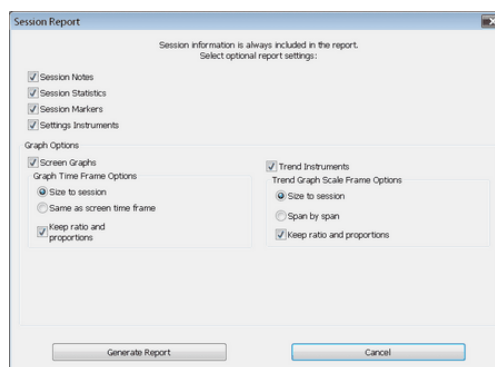 Session Report
Session information is always included in the report.
Select optional report settings:
Session Notes
Session Statistics
Session Markers
Settings Instruments
Graph Options
Screen Graphs
Graph Time Frame Options
Size to session
Same as screen time frame
Keep ratio and
proportions
Trend Instruments
Trend Graph Scale Frame Options
Size to session
Span by span
Keep ratio and proportions
Generate Report
Cancel